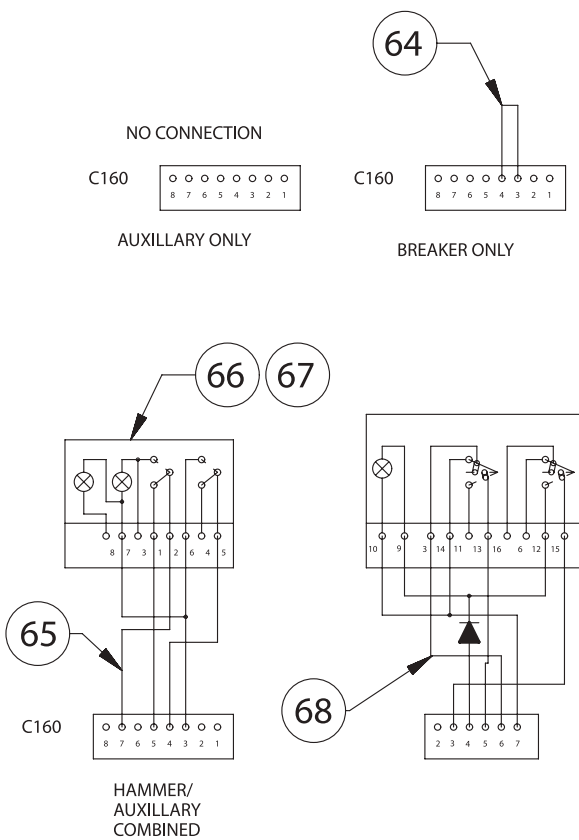 64
NO CONNECTION
C160
8 7 6 5 4 3 2 1
C160
8 7 6 5 4 3 2 1
AUXILLARY ONLY
BREAKER ONLY
66 67
8 7 3 1 2 6 4 5
10 9 3 14 11 13 16 6 12 15
65
68
C160
8 7 6 5 4 3 2 1
2 3 4 5 6 7
HAMMER/
AUXILLARY
COMBINED